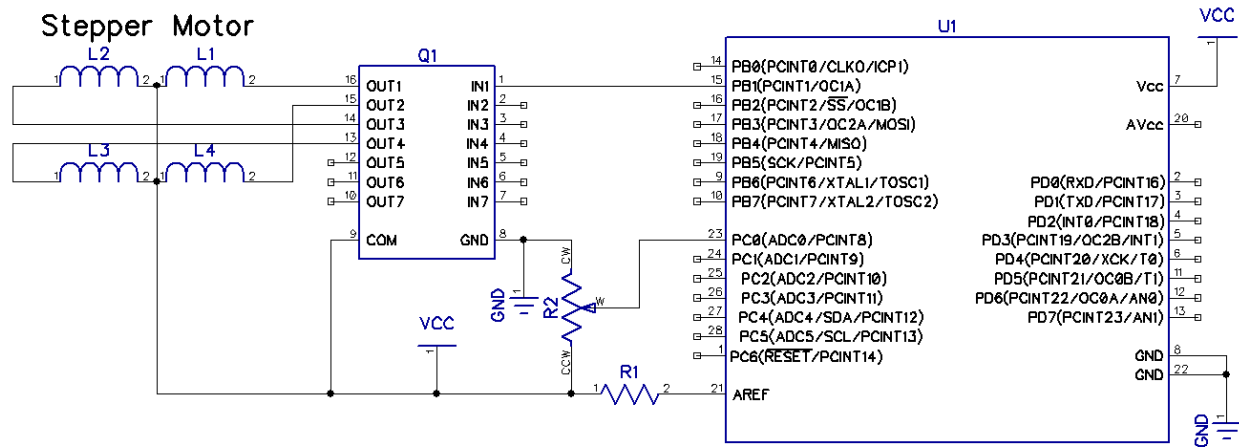 Stepper Motor
L2 L1
1 2 1 2
L3 L4
1 2 1 2
Q1
16 OUT1 IN1 1
15 OUT2 IN2 2
14 OUT3 IN3 3
13 OUT4 IN4 4
12 OUT5 IN5 5
11 OUT6 IN6 6
10 OUT7 IN7 7
9 COM GND 8
GND 1
CW
R2
W
CCW
VCC
1
1 R1 2
U1
14 PB0(PCINT0/CLKO/ICP1)
15 PB1(PCINT1/OC1A)
16 PB2(PCINT2/SS/OC1B)
17 PB3(PCINT3/OC2A/MOSI)
18 PB4(PCINT4/MISO)
19 PB5(SCK/PCINT5)
9 PB6(PCINT6/XTAL1/TOSC1)
10 PB7(PCINT7/XTAL2/TOSC2)
23 PC0(ADC0/PCINT8)
24 PC1(ADC1/PCINT9)
25 PC2(ADC2/PCINT10)
26 PC3(ADC3/PCINT11)
27 PC4(ADC4/SDA/PCINT12)
28 PC5(ADC5/SCL/PCINT13)
1 PC6(RESET/PCINT14)
21 AREF
VCC
1
Vcc 7
AVcc 20
PD0(RXD/PCINT16) 2
PD1(TXD/PCINT17) 3
PD2(INT0/PCINT18) 4
PD3(PCINT19/OC2B/INT1) 5
PD4(PCINT20/XCK/T0) 6
PD5(PCINT21/OC0B/T1) 11
PD6(PCINT22/OC0A/AN0) 12
PD7(PCINT23/AN1) 13
GND 8
GND 22
GND 1